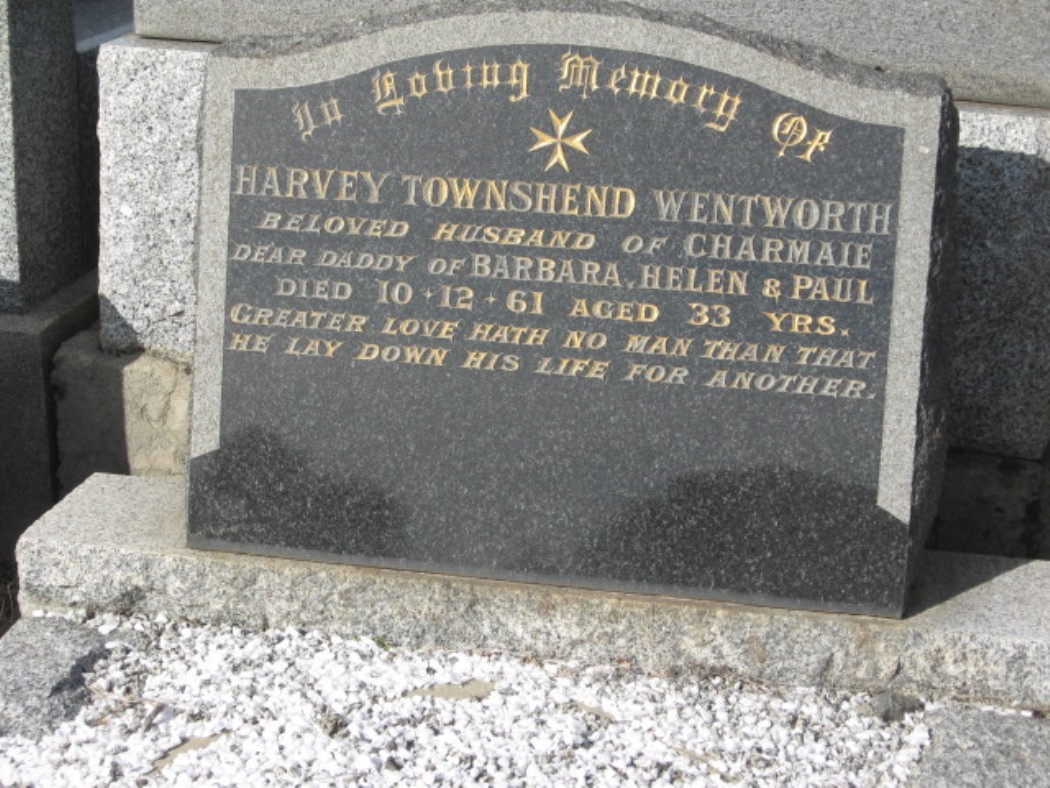 In Loving Memory Of
HARVEY TOWNSHEND WENTWORTH
BELOVED HUSBAND OF CHARMAIE
DEAR DADDY OF BARBARA, HELEN & PAUL
DIED 10 · 12 · 61 AGED 33 YRS.
GREATER LOVE HATH NO MAN THAN THAT
HE LAY DOWN HIS LIFE FOR ANOTHER.